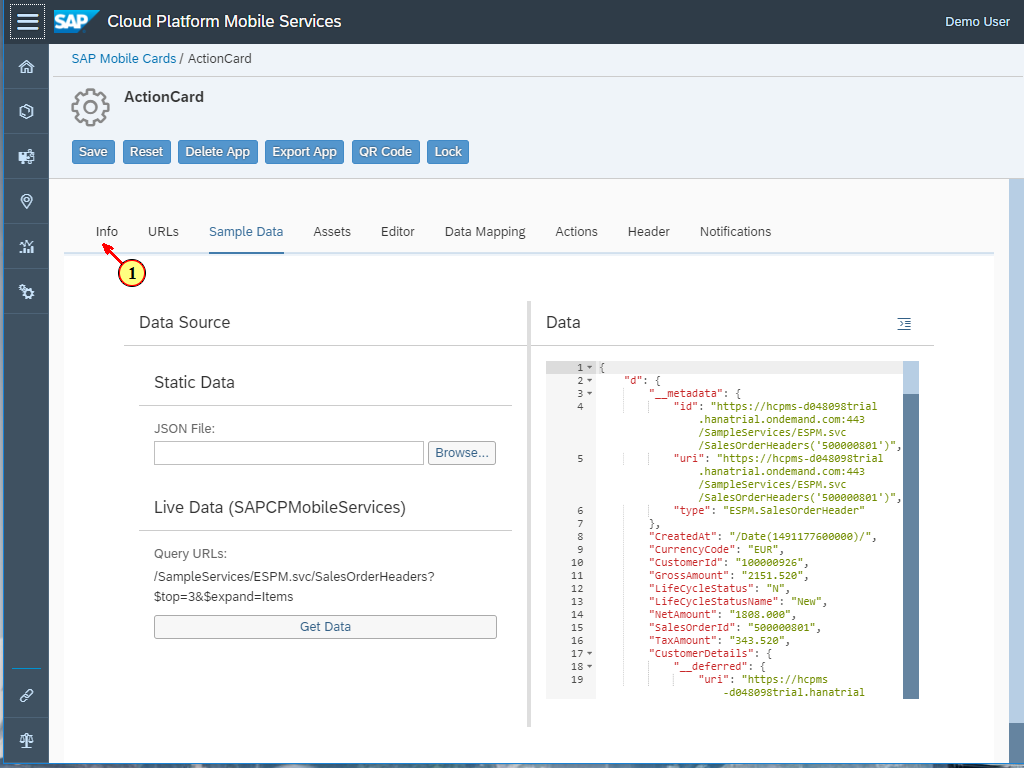 SAP Cloud Platform Mobile Services
Demo User
SAP Mobile Cards / ActionCard
ActionCard
Save Reset Delete App Export App QR Code Lock
Info URLs Sample Data Assets Editor Data Mapping Actions Header Notifications
1
Data Source
Static Data
JSON File:
Browse...
Live Data (SAPCPMobileServices)
Query URLs:
/SampleServices/ESPM.svc/SalesOrderHeaders?
$top=3&$expand=Items
Get Data
Data
1 {
2 "d": {
3 "__metadata": {
4 "id": "https://hcpms-d048098trial
.hanatrial.ondemand.com:443
/SampleServices/ESPM.svc
/SalesOrderHeaders('500000801')",
5 "uri": "https://hcpms-d048098trial
.hanatrial.ondemand.com:443
/SampleServices/ESPM.svc
/SalesOrderHeaders('500000801')",
6 "type": "ESPM.SalesOrderHeader"
7 },
8 "CreatedAt": "/Date(1491177600000)/",
9 "CurrencyCode": "EUR",
10 "CustomerId": "100000926",
11 "GrossAmount": "2151.520",
12 "LifeCycleStatus": "N",
13 "LifeCycleStatusName": "New",
14 "NetAmount": "1808.000",
15 "SalesOrderId": "500000801",
16 "TaxAmount": "343.520",
17 "CustomerDetails": {
18 "__deferred": {
19 "uri": "https://hcpms
-d048098trial.hanatrial